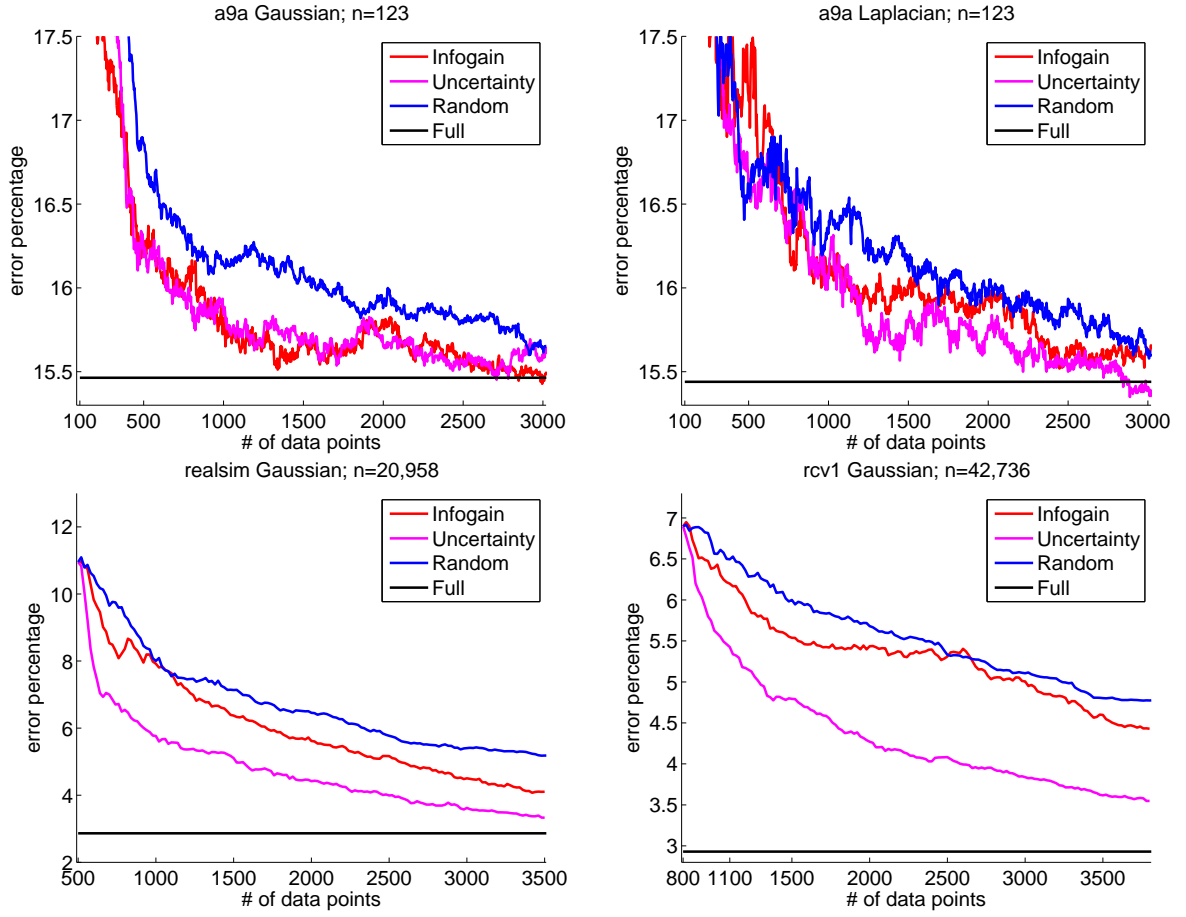 a9a Gaussian; n=123
17.5
17
16.5
16
15.5
error percentage
Infogain
Uncertainty
Random
Full
100 500 1000 1500 2000 2500 3000
# of data points
a9a Laplacian; n=123
17.5
17
16.5
16
15.5
error percentage
Infogain
Uncertainty
Random
Full
100 500 1000 1500 2000 2500 3000
# of data points
realsim Gaussian; n=20,958
12
10
8
6
4
2
error percentage
Infogain
Uncertainty
Random
Full
500 1000 1500 2000 2500 3000 3500
# of data points
rcv1 Gaussian; n=42,736
7
6.5
6
5.5
5
4.5
4
3.5
3
error percentage
Infogain
Uncertainty
Random
Full
800 1100 1500 2000 2500 3000 3500
# of data points